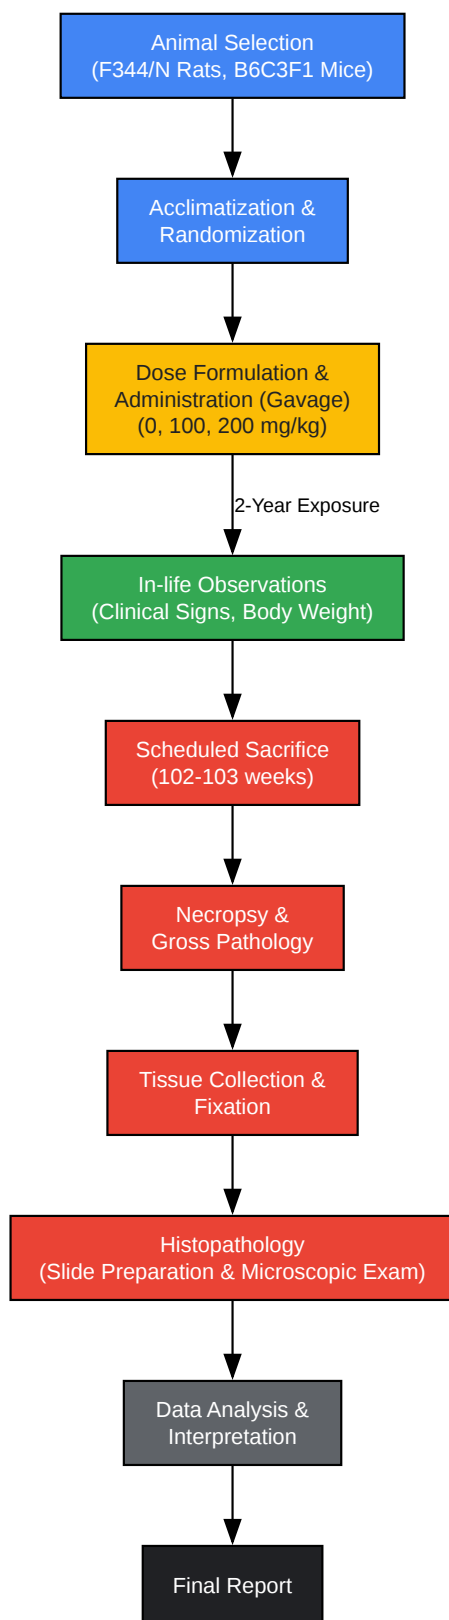 Animal Selection
(F344/N Rats, B6C3F1 Mice)
Acclimatization &
Randomization
Dose Formulation &
Administration (Gavage)
(0, 100, 200 mg/kg)
2-Year Exposure
In-life Observations
(Clinical Signs, Body Weight)
Scheduled Sacrifice
(102-103 weeks)
Necropsy &
Gross Pathology
Tissue Collection &
Fixation
Histopathology
(Slide Preparation & Microscopic Exam)
Data Analysis &
Interpretation
Final Report